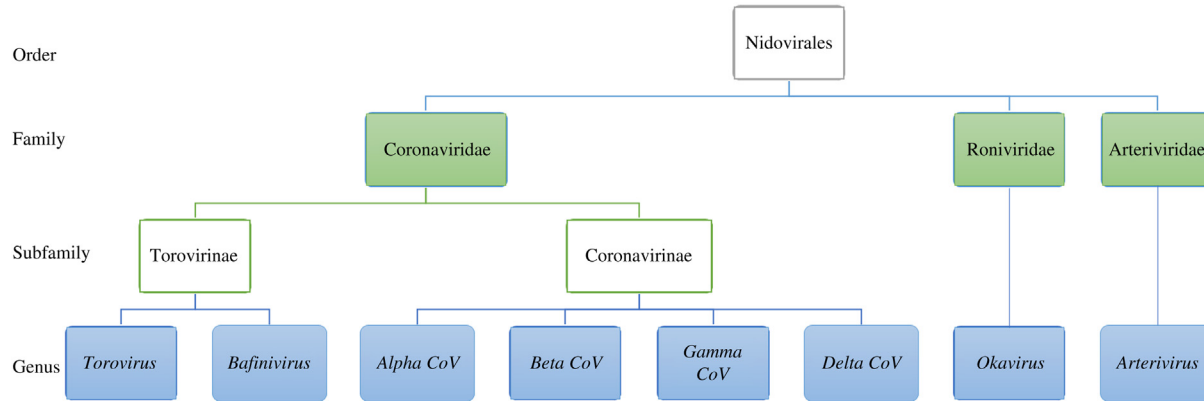 Order
Nidovirales
Family
Coronaviridae
Roniviridae
Arteriviridae
Subfamily
Torovirinae
Coronavirinae
Genus
Torovirus
Bafinivirus
Alpha CoV
Beta CoV
Gamma
CoV
Delta CoV
Okavirus
Arterivirus